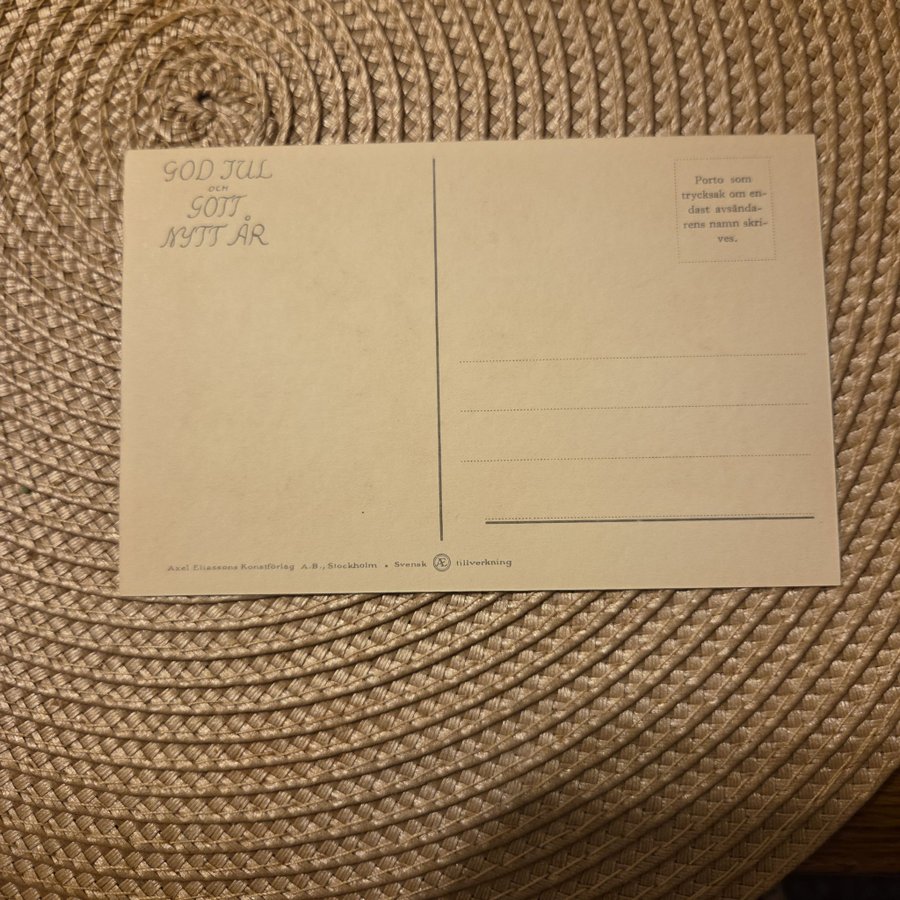 GOD JUL
OCH
GOTT
NYTT ÅR
Porto som
trycksak om en-
dast avsända-
rens namn skri-
ves.
Axel Eliassons Konstförlag A.B., Stockholm • Svensk Æ tillverkning